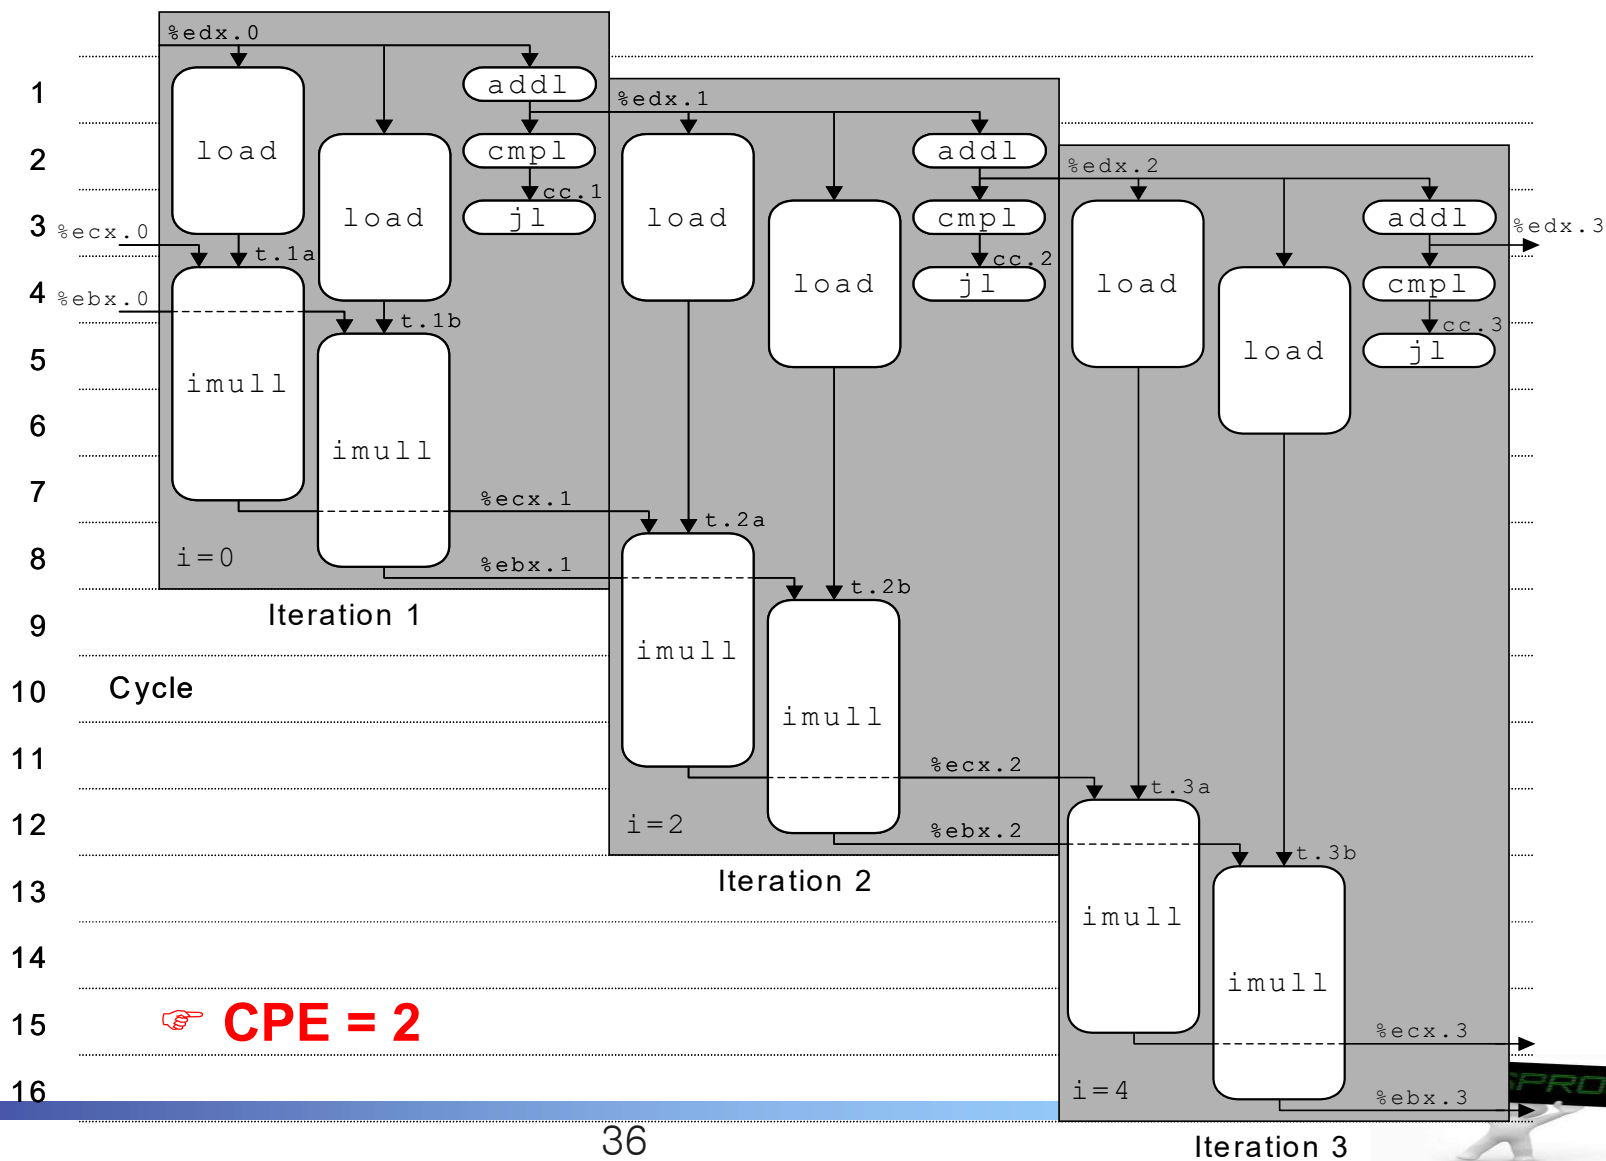 %edx.0
1
addl
%edx.1
load
2
cmpl
addl
%edx.2
cc.1
load
load
3
jl
cmpl
addl
%ecx.0
%edx.3
t.1a
cc.2
4
%ebx.0
load
jl
load
cmpl
t.1b
cc.3
5
load
jl
imull
6
imull
7
%ecx.1
t.2a
8
i=0
%ebx.1
t.2b
Iteration 1
9
imull
10
Cycle
imull
11
%ecx.2
t.3a
12
i=2
%ebx.2
t.3b
Iteration 2
13
imull
14
imull
15
☞ CPE = 2
%ecx.3
16
i=4
%ebx.3
SPRO
36
Iteration 3